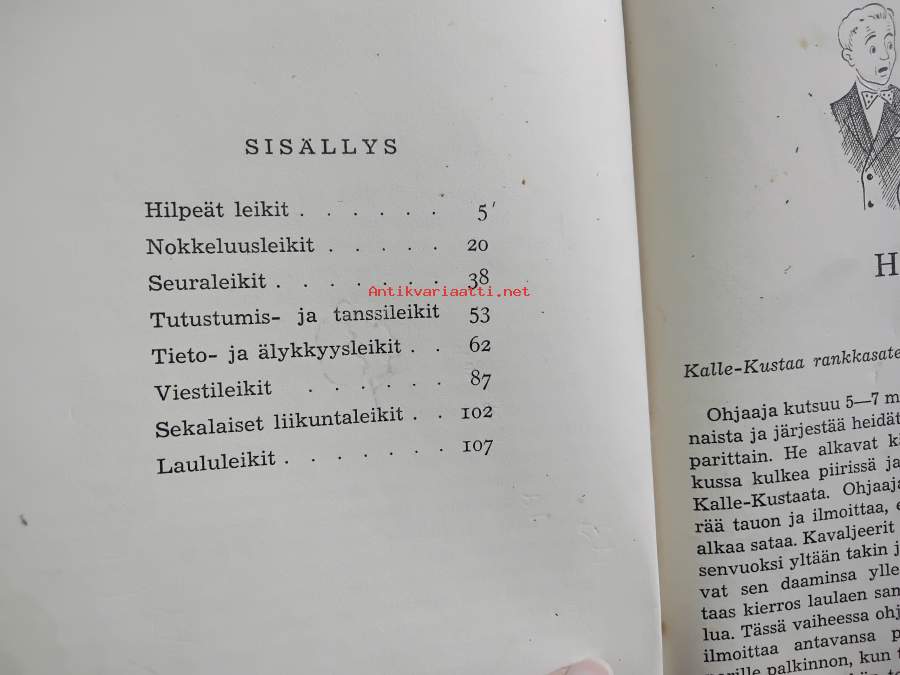 SISÄLLYS
Hilpeät leikit . . . . . . 5
Nokkeluusleikit . . . . . 20
Seuraleikit . . . . . . . 38
Antikvariaatti.net
Tutustumis- ja tanssileikit 53
Tieto- ja älykkyysleikit . . 62
Viestileikit . . . . . . 87
Sekalaiset liikuntaleikit . . 102
Laululeikit . . . . . . . 107
H
Kalle-Kustaa rankkasate
Ohjaaja kutsuu 5—7 m
naista ja järjestää heidät
parittain. He alkavat
kussa kulkea piirissä ja
Kalle-Kustaata. Ohjaaja
rää tauon ja ilmoittaa, e
alkaa sataa. Kavaljeerit
senvuoksi yltään takin j
vat sen daaminsa ylle
taas kierros laulaen san
lua. Tässä vaiheessa ohj
ilmoittaa antavansa p
palkinnon, kun t